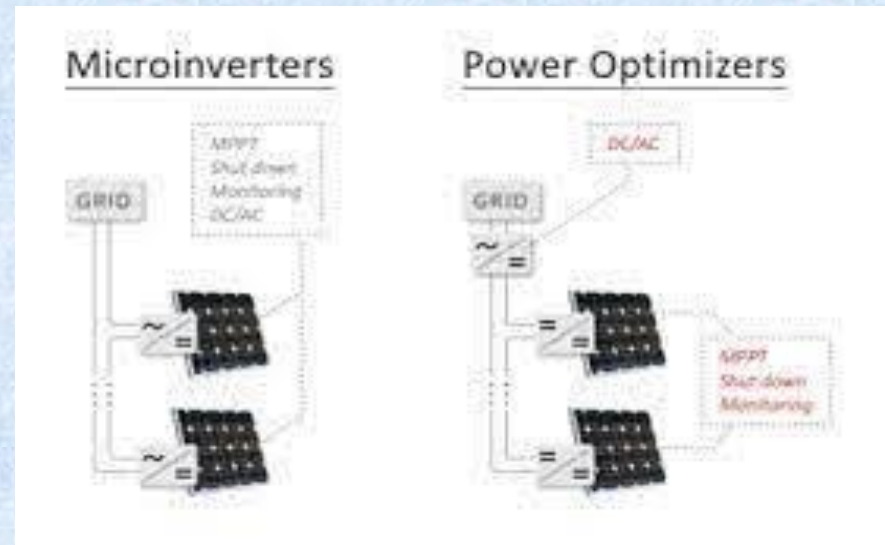 Microinverters
MPPT
Shut down
Monitoring
DC/AC
GRID
~
=
~
=
Power Optimizers
DC/AC
GRID
~
=
=
=
MPPT
Shut down
Monitoring
=
=